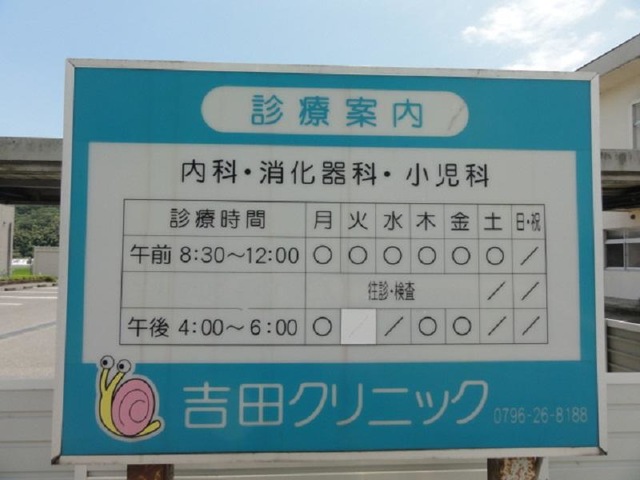 診療案内
内科・消化器科・小児科
診療時間 月 火 水 木 金 土 日・祝
午前 8:30〜12:00 ○ ○ ○ ○ ○ ○ ／
往診・検査 ／ ／
午後 4:00〜6:00 ○ ／ ／ ○ ○ ／ ／
吉田クリニック 0796-26-8188